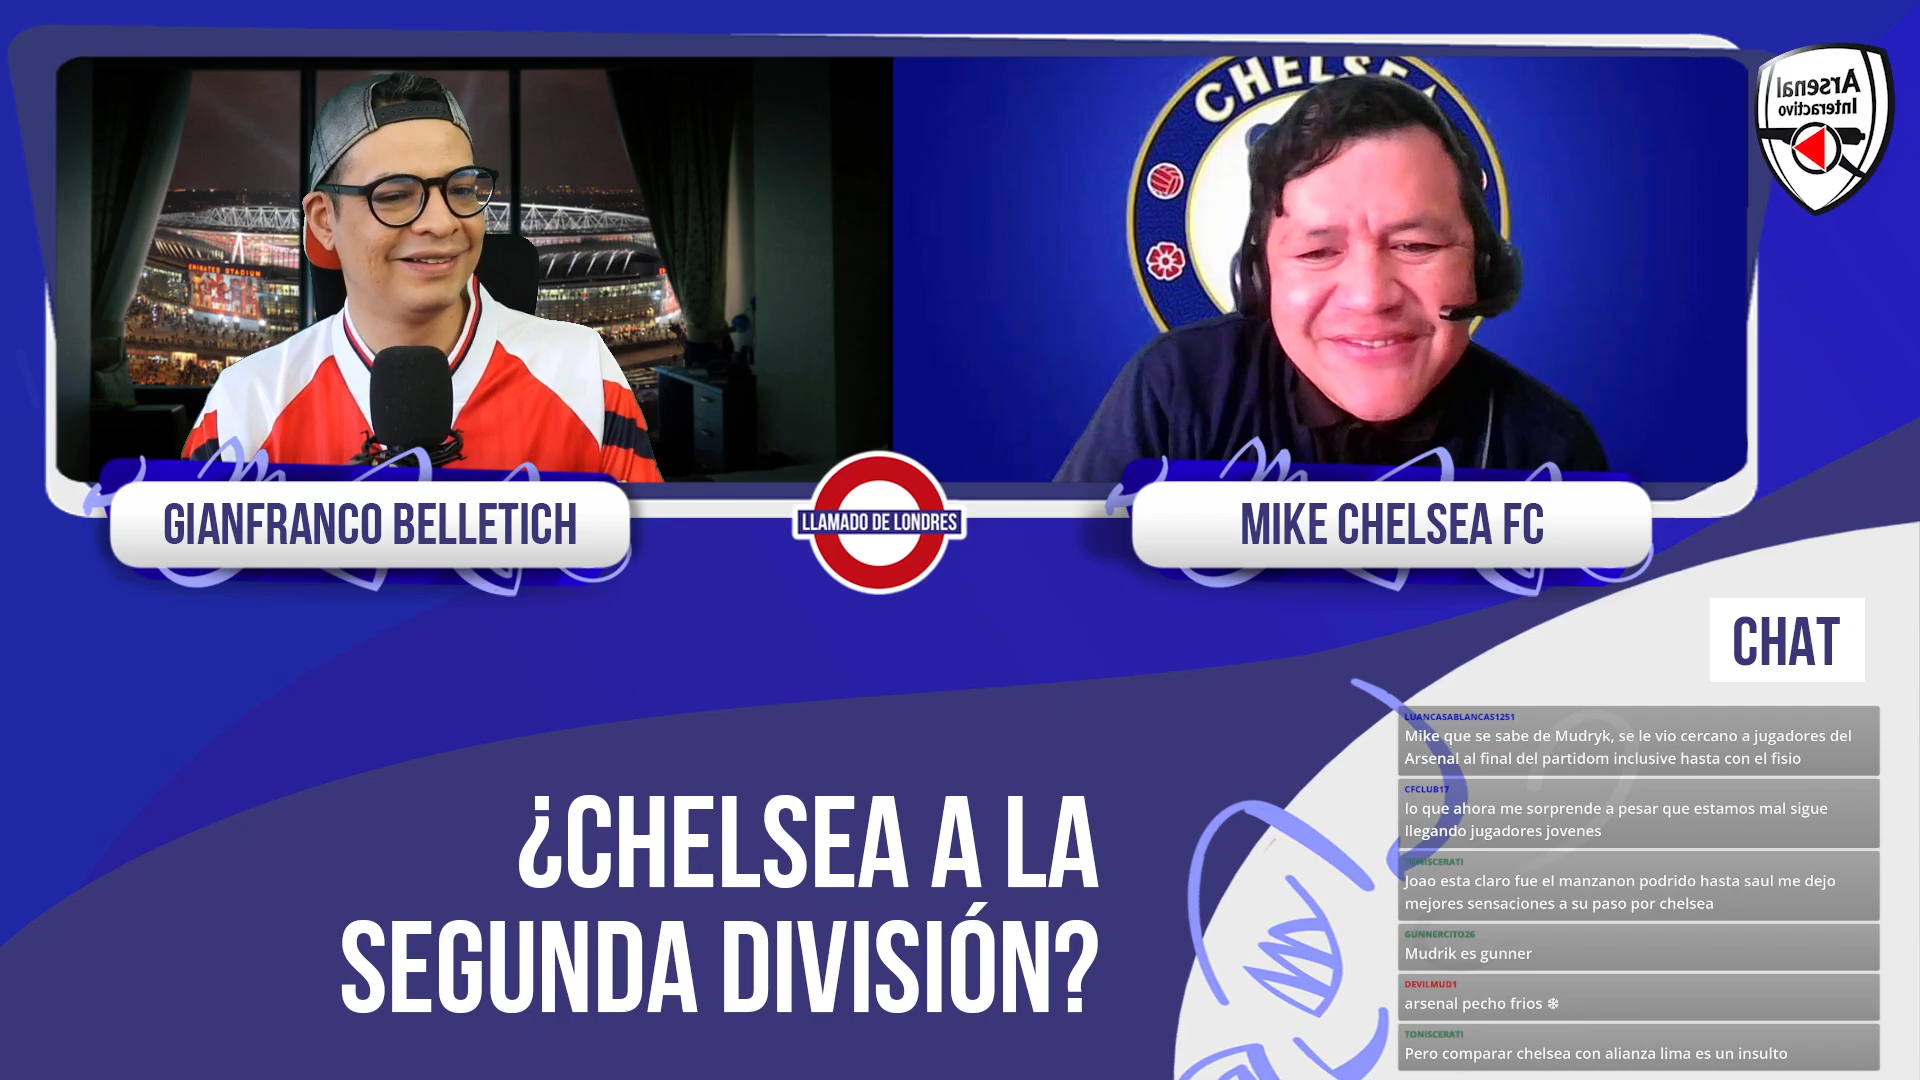 CHELSEA
Arsenal
Interactivo
EMIRATES STADIUM
GIANFRANCO BELLETICH
LLAMADO DE LONDRES
MIKE CHELSEA FC
CHAT
¿CHELSEA A LA
SEGUNDA DIVISIÓN?
LUANCASABLANCAS1251
Mike que se sabe de Mudryk, se le vio cercano a jugadores del
Arsenal al final del partidom inclusive hasta con el fisio
CFCLUB17
lo que ahora me sorprende a pesar que estamos mal sigue
llegando jugadores jovenes
TONISCERATI
Joao esta claro fue el manzanon podrido hasta saul me dejo
mejores sensaciones a su paso por chelsea
GUNNERCITO26
Mudrik es gunner
DEVILMUD1
arsenal pecho frios ❄
TONISCERATI
Pero comparar chelsea con alianza lima es un insulto